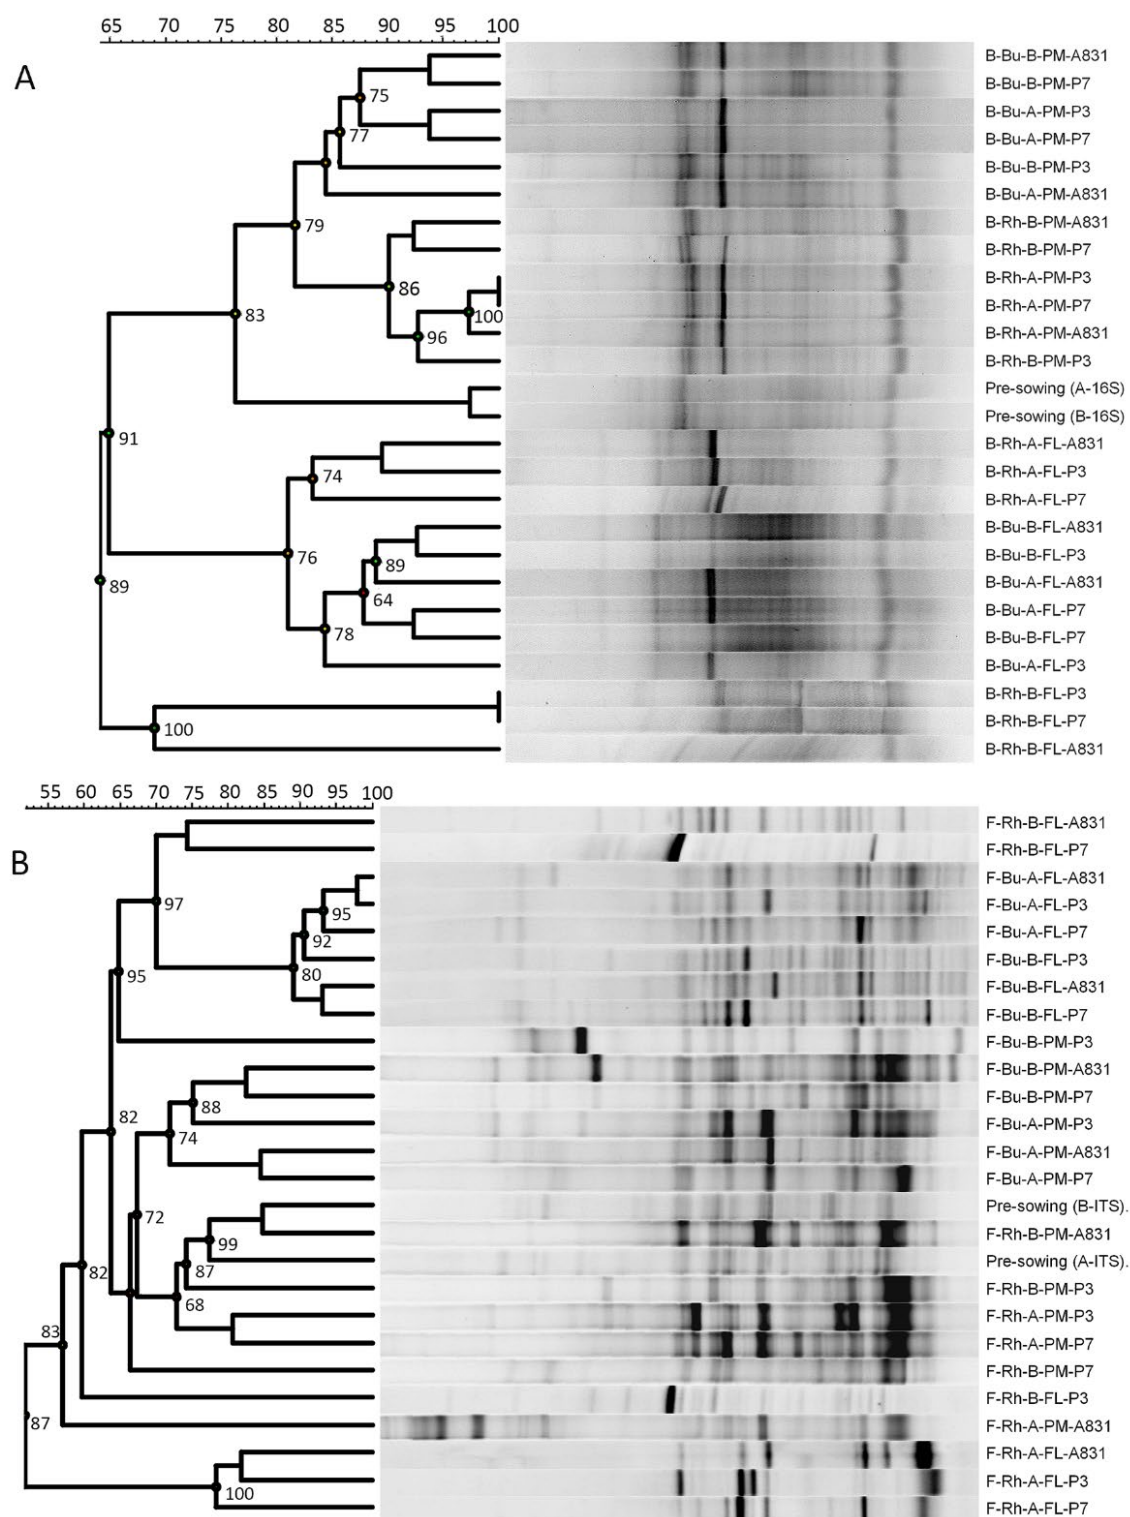 65 70 75 80 85 90 95 100
A
B-Bu-B-PM-A831
B-Bu-B-PM-P7
75
B-Bu-A-PM-P3
77
B-Bu-A-PM-P7
B-Bu-B-PM-P3
B-Bu-A-PM-A831
79
B-Rh-B-PM-A831
B-Rh-B-PM-P7
B-Rh-A-PM-P3
86
B-Rh-A-PM-P7
83
100
B-Rh-A-PM-A831
96
B-Rh-B-PM-P3
Pre-sowing (A-16S)
Pre-sowing (B-16S)
91
B-Rh-A-FL-A831
74
B-Rh-A-FL-P3
B-Rh-A-FL-P7
B-Bu-B-FL-A831
76
B-Bu-B-FL-P3
89
89
B-Bu-A-FL-A831
64
B-Bu-A-FL-P7
78
B-Bu-B-FL-P7
B-Bu-A-FL-P3
B-Rh-B-FL-P3
100
B-Rh-B-FL-P7
B-Rh-B-FL-A831
55 60 65 70 75 80 85 90 95 100
B
F-Rh-B-FL-A831
F-Rh-B-FL-P7
F-Bu-A-FL-A831
97
F-Bu-A-FL-P3
95
F-Bu-A-FL-P7
92
F-Bu-B-FL-P3
95
80
F-Bu-B-FL-A831
F-Bu-B-FL-P7
F-Bu-B-PM-P3
F-Bu-B-PM-A831
F-Bu-B-PM-P7
88
82
F-Bu-A-PM-P3
74
F-Bu-A-PM-A831
F-Bu-A-PM-P7
Pre-sowing (B-ITS).
72
F-Rh-B-PM-A831
99
Pre-sowing (A-ITS).
82
87
F-Rh-B-PM-P3
68
F-Rh-A-PM-P3
83
F-Rh-A-PM-P7
F-Rh-B-PM-P7
F-Rh-B-FL-P3
87
F-Rh-A-PM-A831
F-Rh-A-FL-A831
F-Rh-A-FL-P3
100
F-Rh-A-FL-P7